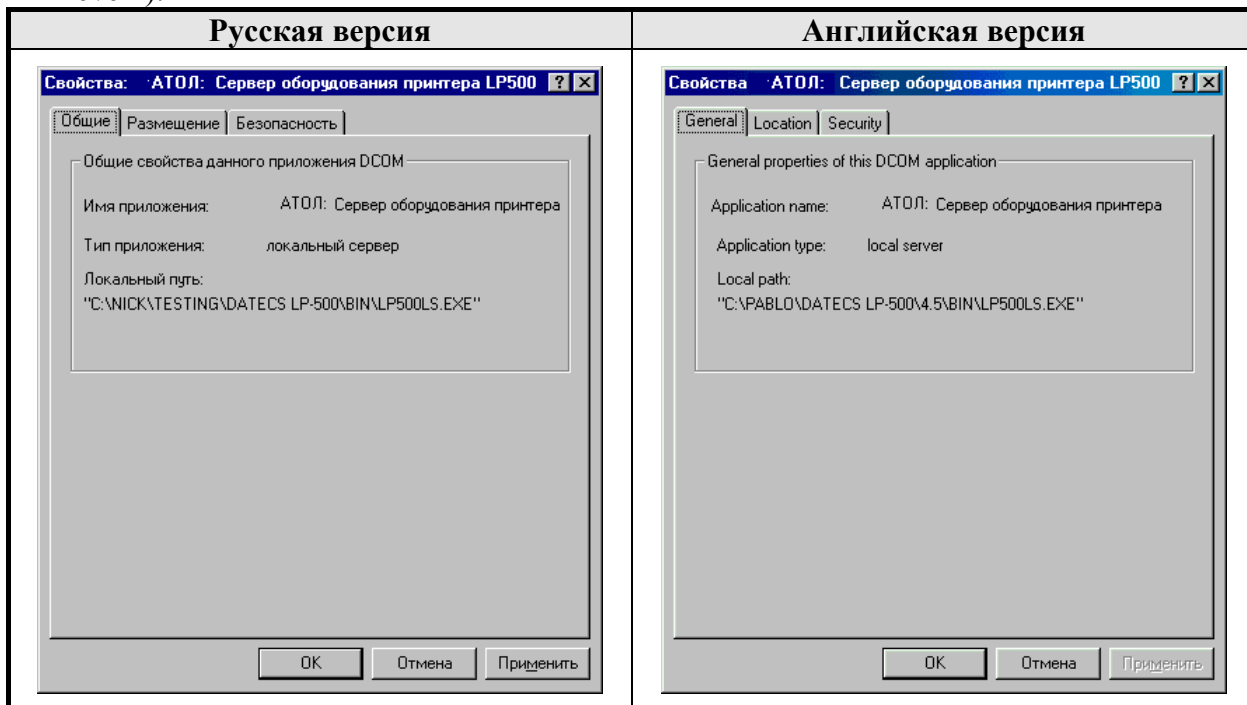 Русская версия
Английская версия
Свойства: АТОЛ: Сервер оборудования принтера LP500
Общие Размещение Безопасность
Общие свойства данного приложения DCOM
Имя приложения: АТОЛ: Сервер оборудования принтера
Тип приложения: локальный сервер
Локальный путь:
"C:\NICK\TESTING\DATECS LP-500\BIN\LP500LS.EXE"
OK Отмена Применить
Свойства АТОЛ: Сервер оборудования принтера LP500
General Location Security
General properties of this DCOM application
Application name: АТОЛ: Сервер оборудования принтера
Application type: local server
Local path:
"C:\PABLO\DATECS LP-500\4.5\BIN\LP500LS.EXE"
OK Отмена Применить